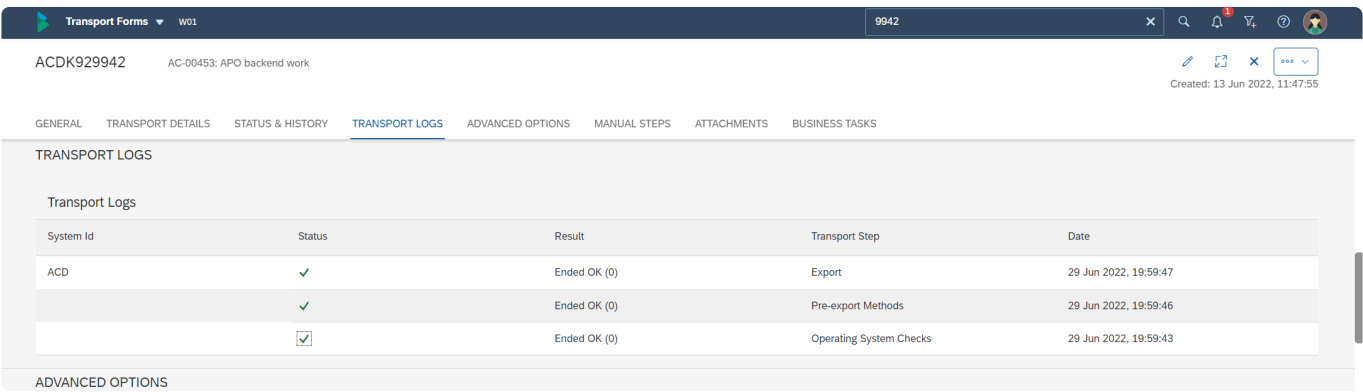 Transport Forms W01 9942 1
ACDK929942 AC-00453: APO backend work
Created: 13 Jun 2022, 11:47:55
GENERAL TRANSPORT DETAILS STATUS & HISTORY TRANSPORT LOGS ADVANCED OPTIONS MANUAL STEPS ATTACHMENTS BUSINESS TASKS
TRANSPORT LOGS
Transport Logs
System Id Status Result Transport Step Date
ACD Ended OK (0) Export 29 Jun 2022, 19:59:47
Ended OK (0) Pre-export Methods 29 Jun 2022, 19:59:46
Ended OK (0) Operating System Checks 29 Jun 2022, 19:59:43
ADVANCED OPTIONS